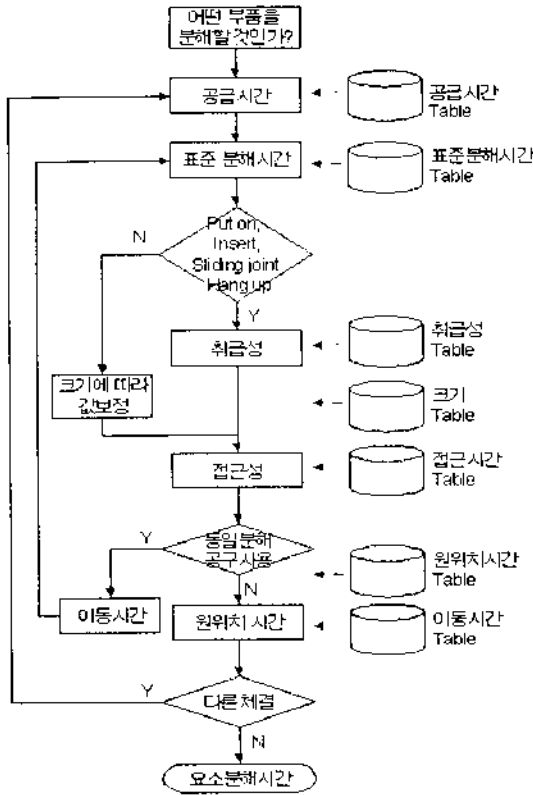 어떤 부품을
분해할것인가?
공급시간
공급시간
Table
표준 분해시간
표준분해시간
Table
Put on,
Insert,
Sliding joint
Hang up
N
Y
취급성
취급성
Table
크기에 따라
값보정
크기
Table
접근성
접근시간
Table
동일분해
공구사용
Y
N
원위치시간
Table
이동시간
원위치 시간
이동시간
Table
다른체결
Y
N
요소분해시간